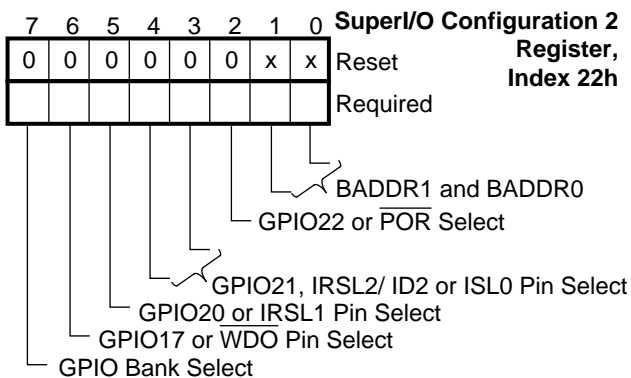 7 6 5 4 3 2 1 0 SuperI/O Configuration 2
Register,
Index 22h
0 0 0 0 0 0 x x Reset
Required
BADDR1 and BADDR0
GPIO22 or POR Select
GPIO21, IRSL2/ ID2 or ISL0 Pin Select
GPIO20 or IRSL1 Pin Select
GPIO17 or WDO Pin Select
GPIO Bank Select